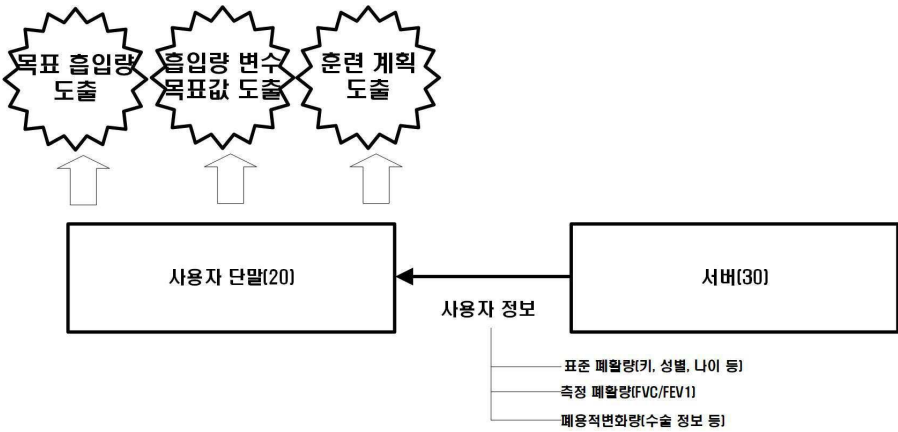 목표 흡입량
도출
흡입량 변수
목표값 도출
훈련 계획
도출
사용자 단말(20)
서버(30)
사용자 정보
표준 폐활량(키, 성별, 나이 등)
측정 폐활량(FVC/FEV1)
폐용적변화량(수술 정보 등)